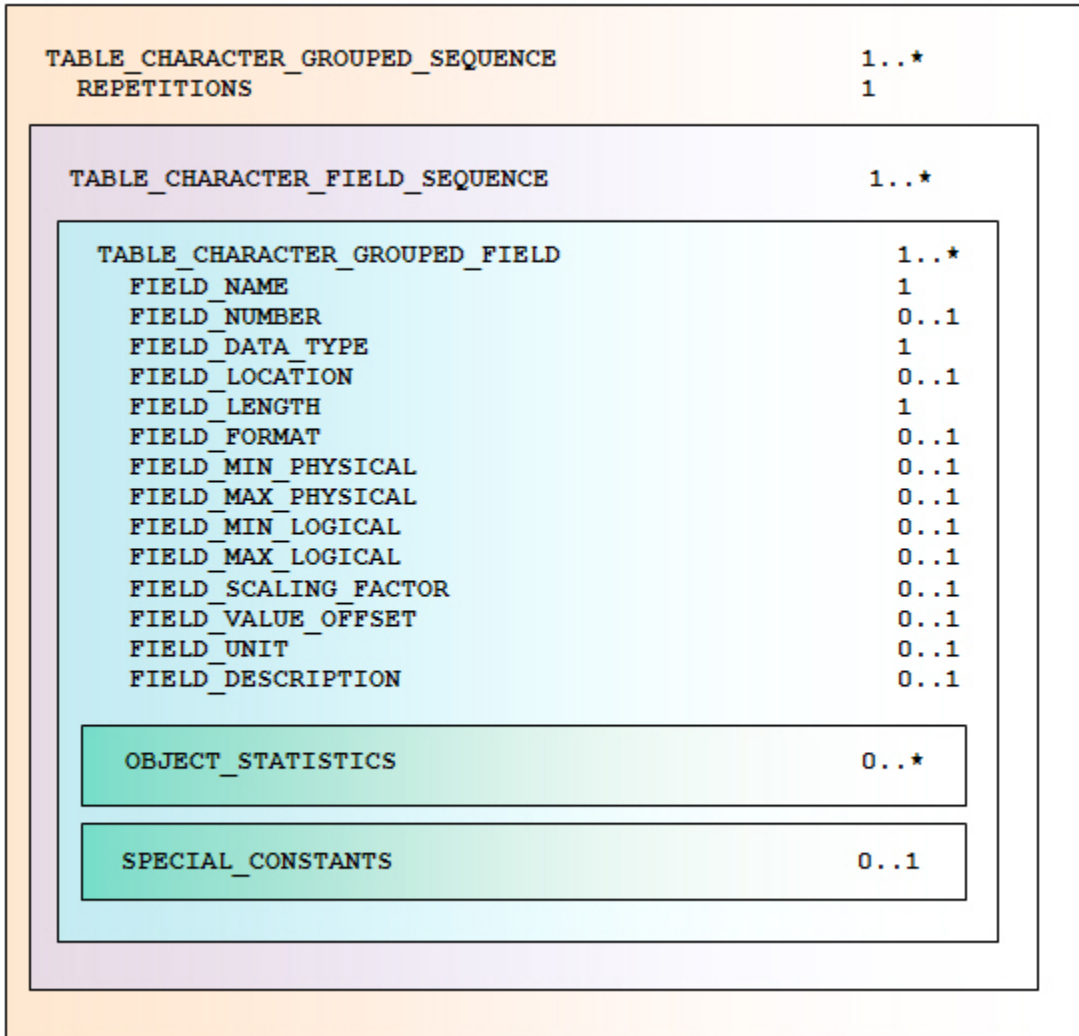 TABLE_CHARACTER_GROUPED_SEQUENCE 1..*
REPETITIONS 1
TABLE_CHARACTER_FIELD_SEQUENCE 1..*
TABLE_CHARACTER_GROUPED_FIELD 1..*
FIELD_NAME 1
FIELD_NUMBER 0..1
FIELD_DATA_TYPE 1
FIELD_LOCATION 0..1
FIELD_LENGTH 1
FIELD_FORMAT 0..1
FIELD_MIN_PHYSICAL 0..1
FIELD_MAX_PHYSICAL 0..1
FIELD_MIN_LOGICAL 0..1
FIELD_MAX_LOGICAL 0..1
FIELD_SCALING_FACTOR 0..1
FIELD_VALUE_OFFSET 0..1
FIELD_UNIT 0..1
FIELD_DESCRIPTION 0..1
OBJECT_STATISTICS 0..*
SPECIAL_CONSTANTS 0..1